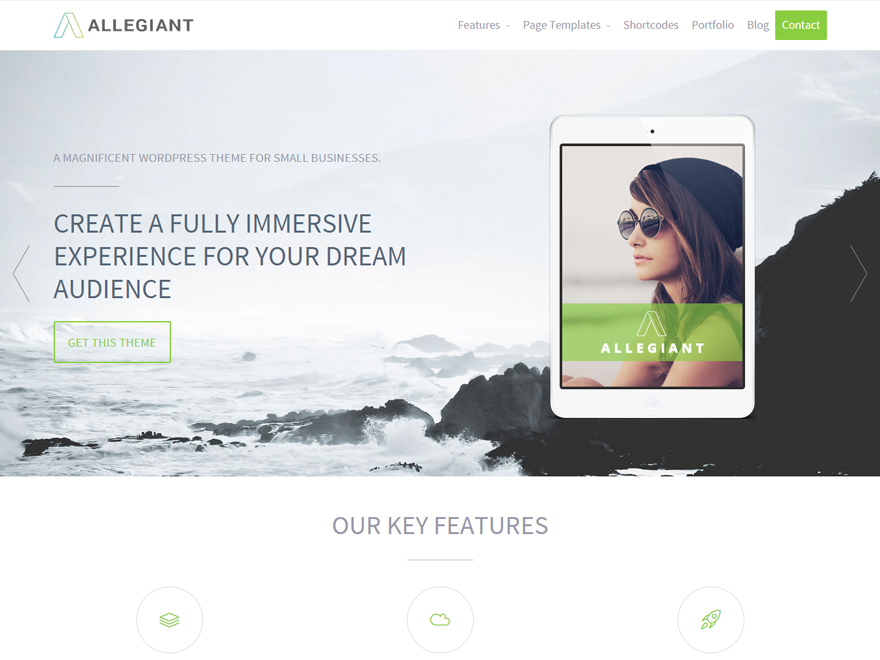 ALLEGIANT
Features Page Templates Shortcodes Portfolio Blog Contact
A MAGNIFICENT WORDPRESS THEME FOR SMALL BUSINESSES.
CREATE A FULLY IMMERSIVE
EXPERIENCE FOR YOUR DREAM
AUDIENCE
GET THIS THEME
ALLEGIANT
OUR KEY FEATURES